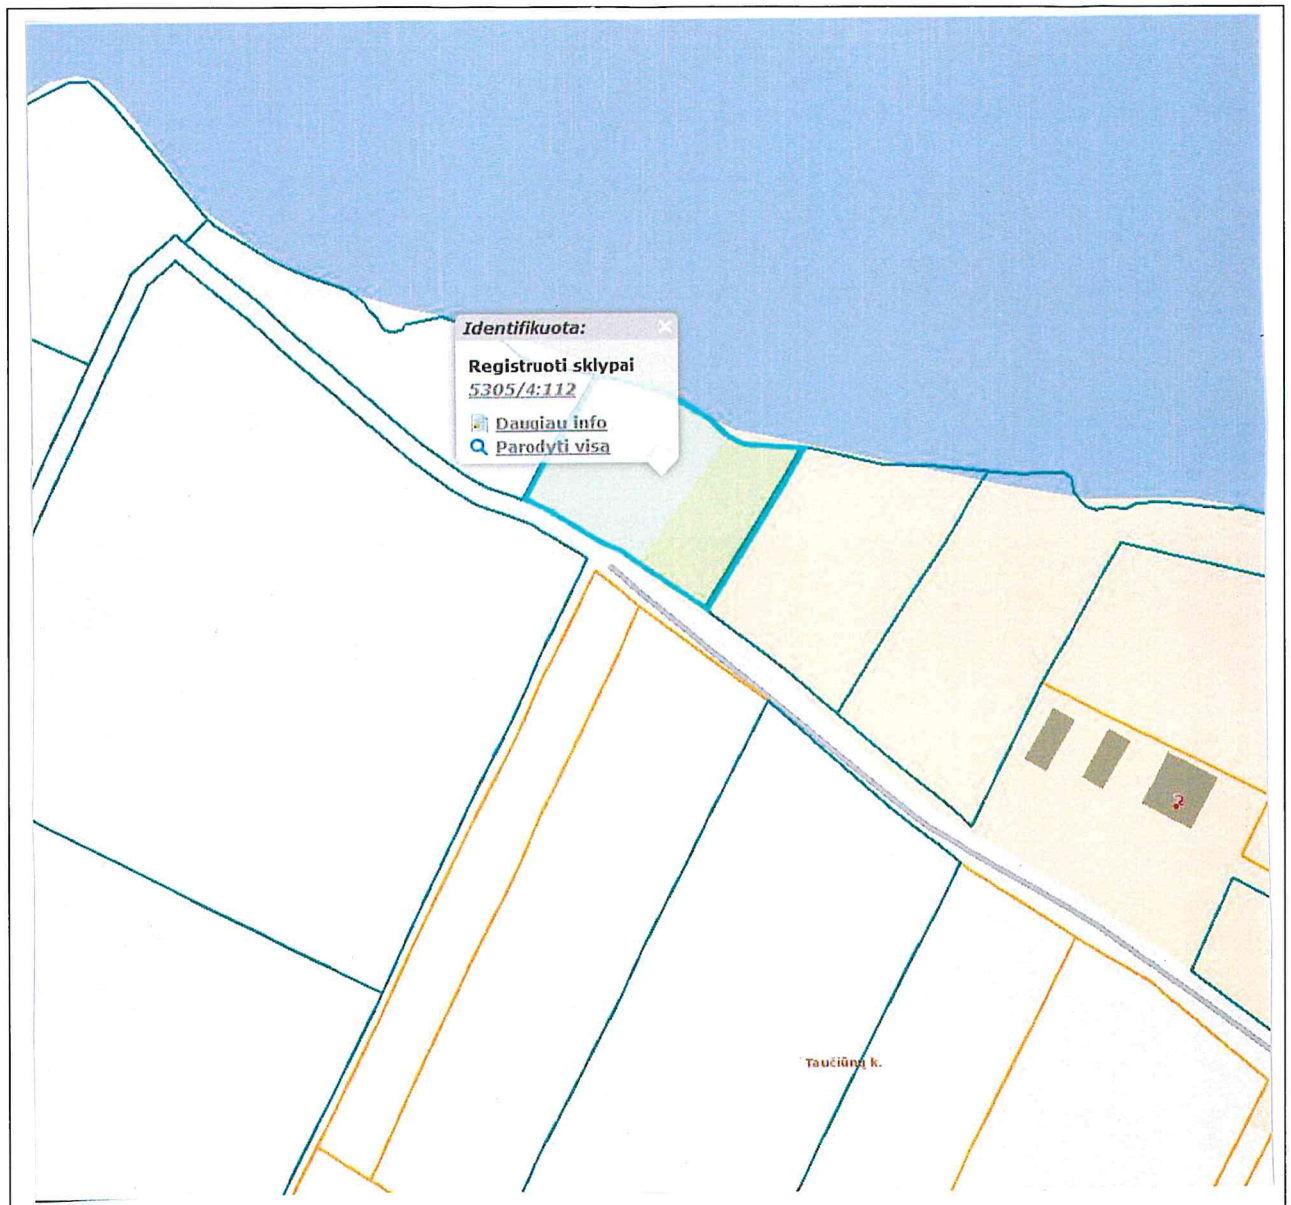 Identifikuota:
Registruoti sklypai
5305/4:112
Daugiau info
Parodyti visą
Taučiūnų k.